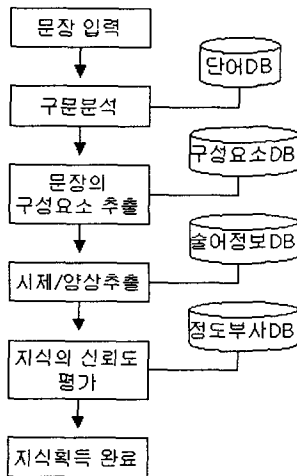 문장 입력
단어DB
구문분석
구성요소DB
문장의
구성요소 추출
술어정보DB
시제/양상추출
정도부사DB
지식의 신뢰도
평가
지식획득 완료